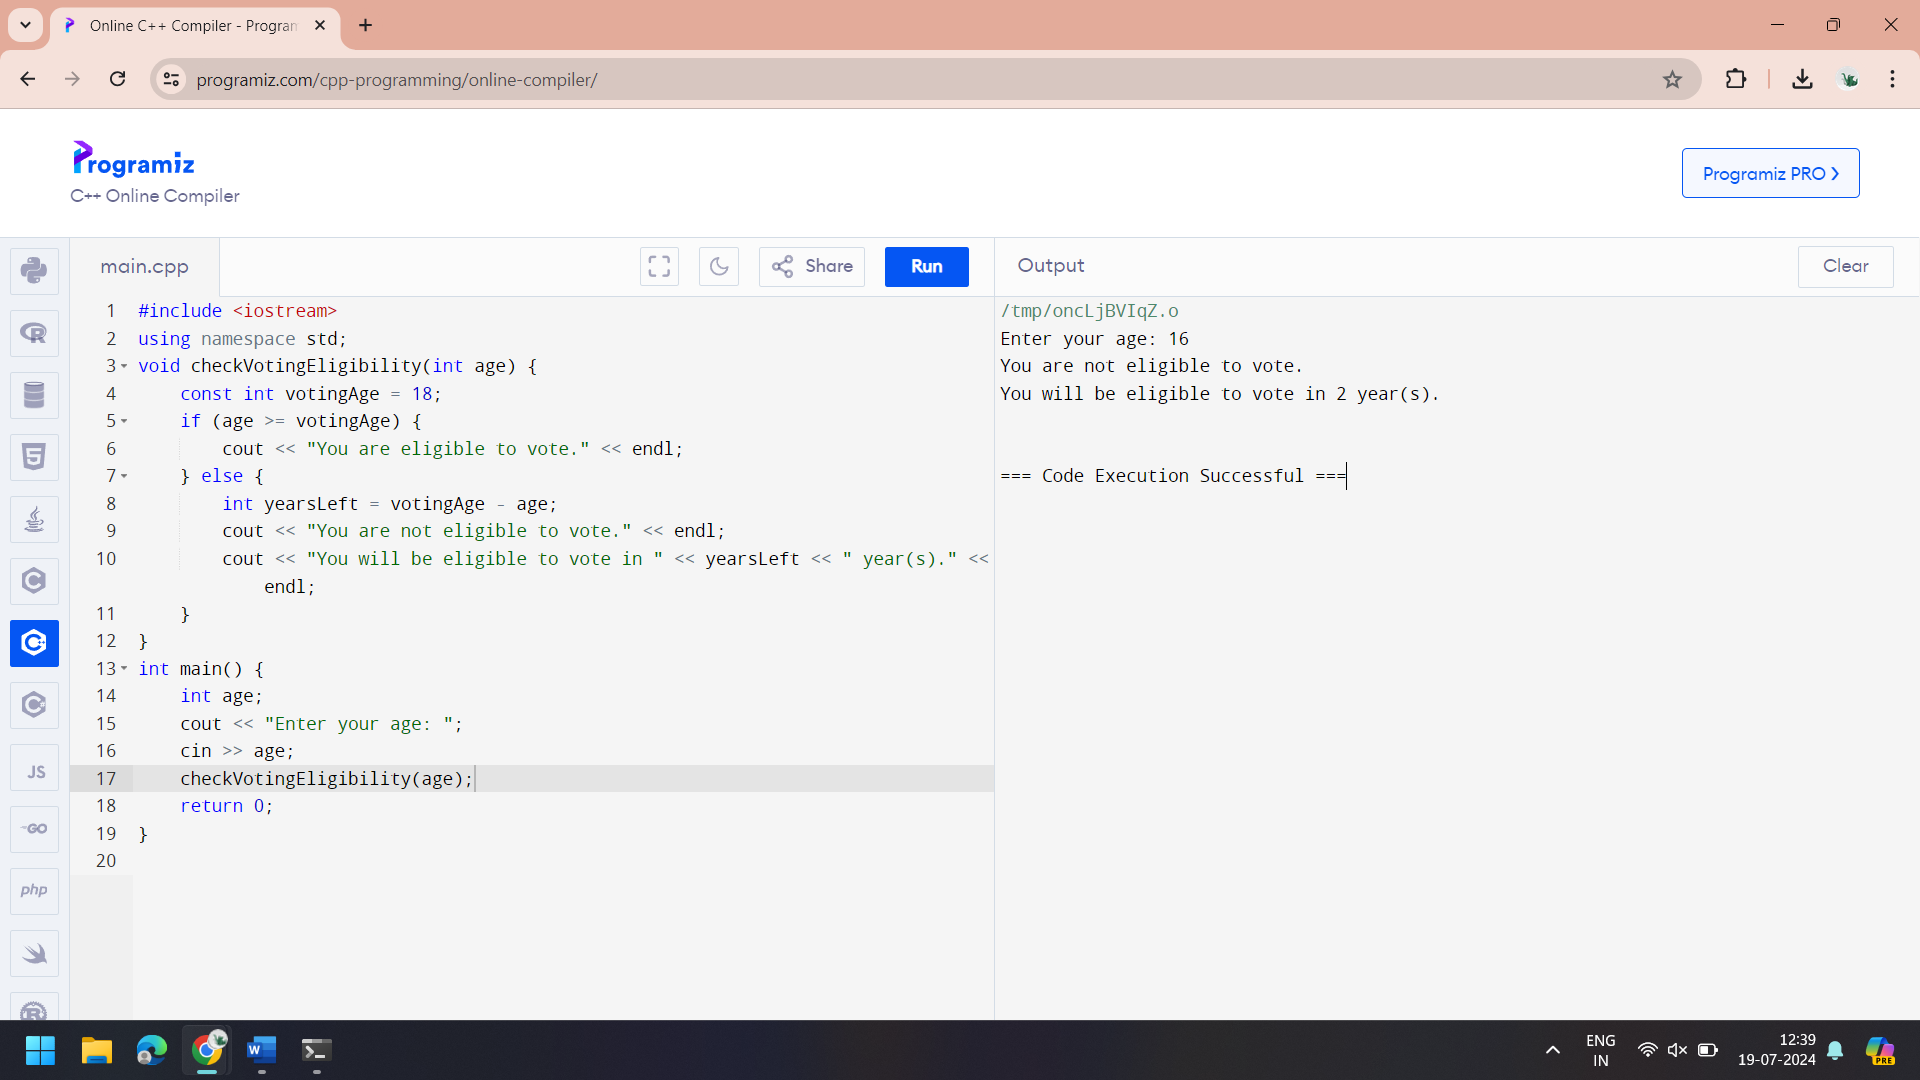 Online C++ Compiler - Program
programiz.com/cpp-programming/online-compiler/
Programiz
C++ Online Compiler
Programiz PRO
main.cpp
Share
Run
Output
Clear
1 #include <iostream>
2 using namespace std;
3 void checkVotingEligibility(int age) {
4     const int votingAge = 18;
5     if (age >= votingAge) {
6         cout << "You are eligible to vote." << endl;
7     } else {
8         int yearsLeft = votingAge - age;
9         cout << "You are not eligible to vote." << endl;
10         cout << "You will be eligible to vote in " << yearsLeft << " year(s)." <<
            endl;
11     }
12 }
13 int main() {
14     int age;
15     cout << "Enter your age: ";
16     cin >> age;
17     checkVotingEligibility(age);
18     return 0;
19 }
20
/tmp/oncLjBVIqZ.o
Enter your age: 16
You are not eligible to vote.
You will be eligible to vote in 2 year(s).
=== Code Execution Successful ===
R
5
C
C+
C
JS
GO
php
R
W
ENG
IN
12:39
19-07-2024
PRE